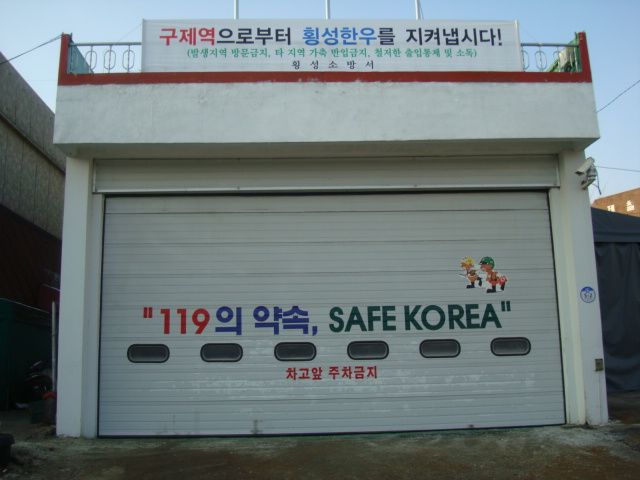 구제역으로부터 횡성한우를 지켜냅시다!
(발생지역 방문금지, 타 지역 가축 반입금지, 철저한 출입통제 및 소독)
횡성소방서
"119의 약속, SAFE KOREA"
차고앞 주차금지